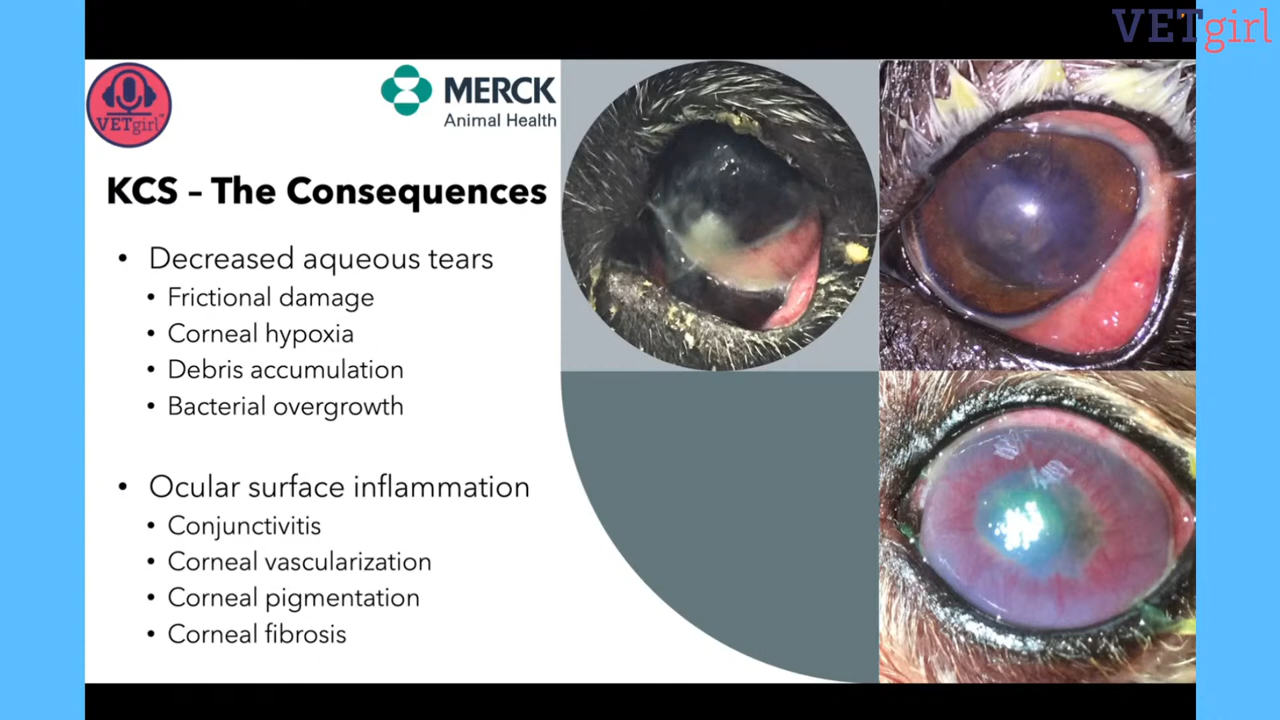 VETgirl
VETgirl
MERCK
Animal Health
KCS – The Consequences
• Decreased aqueous tears
• Frictional damage
• Corneal hypoxia
• Debris accumulation
• Bacterial overgrowth
• Ocular surface inflammation
• Conjunctivitis
• Corneal vascularization
• Corneal pigmentation
• Corneal fibrosis